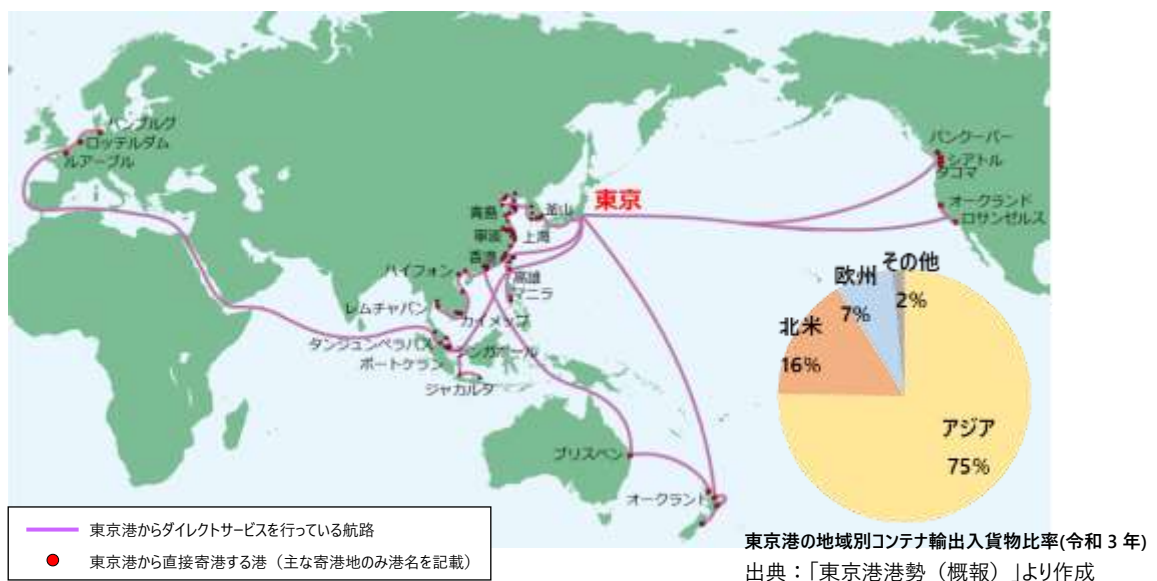 ハンブルグ
ロッテルダム
ルアーブル
バンクーバー
シアトル
タコマ
オークランド
ロサンゼルス
東京
青島
釜山
寧波
上海
香港
ハイフォン
高雄
マニラ
レムチャバン
カイメップ
タンジュンペラパス
シンガポール
ポートケラン
ジャカルタ
ブリスベン
オークランド
その他
2%
欧州
7%
北米
16%
アジア
75%
東京港からダイレクトサービスを行っている航路
東京港から直接寄港する港（主な寄港地のみ港名を記載）
東京港の地域別コンテナ輸出入貨物比率(令和 3 年)
出典：「東京港港勢（概報）」より作成